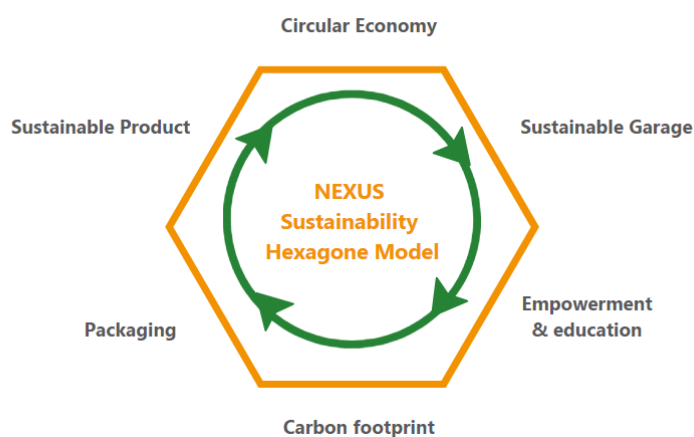 Circular Economy
Sustainable Product
Sustainable Garage
NEXUS
Sustainability
Hexagone Model
Empowerment
& education
Packaging
Carbon footprint